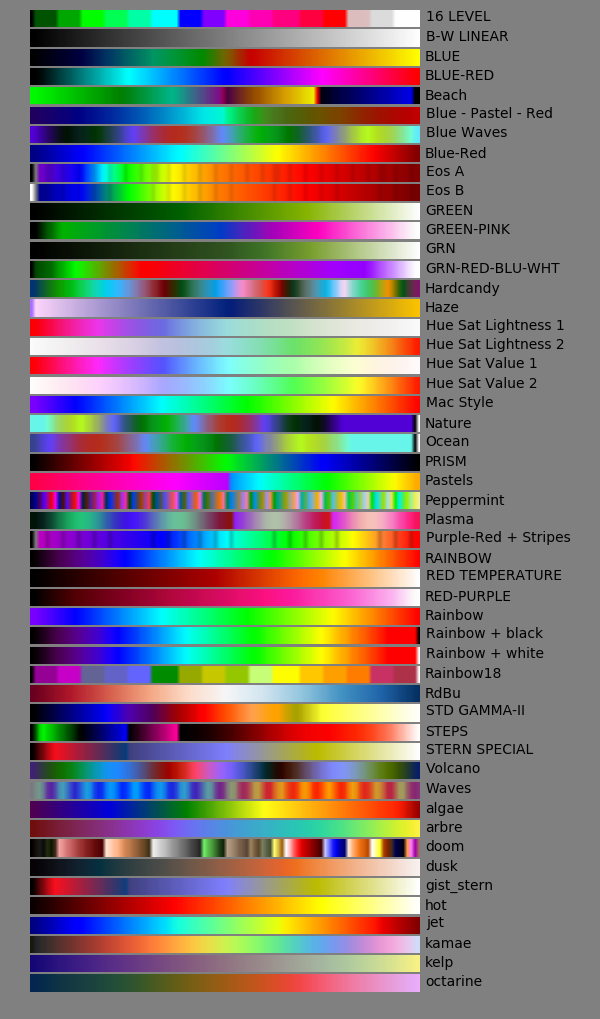 16 LEVEL
B-W LINEAR
BLUE
BLUE-RED
Beach
Blue - Pastel - Red
Blue Waves
Blue-Red
Eos A
Eos B
GREEN
GREEN-PINK
GRN
GRN-RED-BLU-WHT
Hardcandy
Haze
Hue Sat Lightness 1
Hue Sat Lightness 2
Hue Sat Value 1
Hue Sat Value 2
Mac Style
Nature
Ocean
PRISM
Pastels
Peppermint
Plasma
Purple-Red + Stripes
RAINBOW
RED TEMPERATURE
RED-PURPLE
Rainbow
Rainbow + black
Rainbow + white
Rainbow18
RdBu
STD GAMMA-II
STEPS
STERN SPECIAL
Volcano
Waves
algae
arbre
doom
dusk
gist_stern
hot
jet
kamae
kelp
octarine